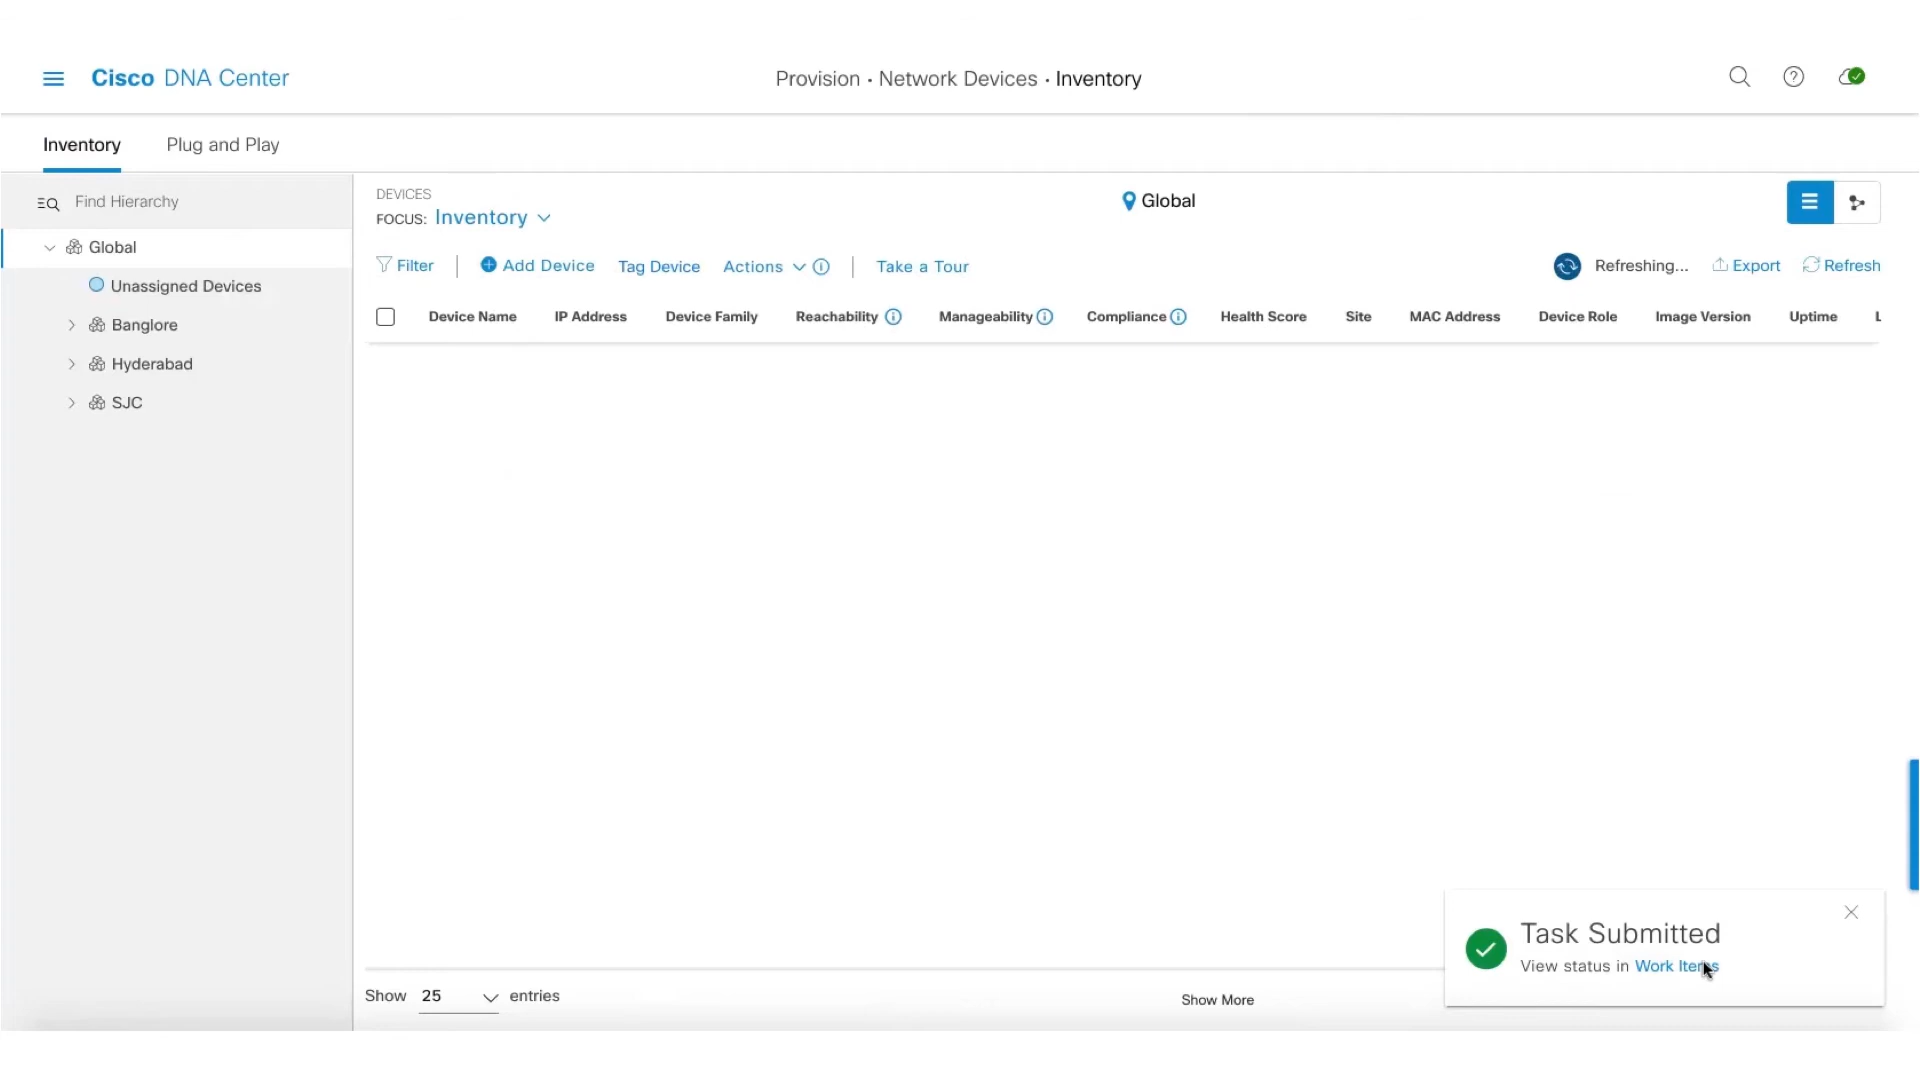 Cisco DNA Center
Provision · Network Devices · Inventory
Inventory
Plug and Play
Find Hierarchy
Global
Unassigned Devices
Banglore
Hyderabad
SJC
DEVICES
FOCUS: Inventory
Global
Filter
Add Device
Tag Device
Actions
Take a Tour
Refreshing...
Export
Refresh
Device Name
IP Address
Device Family
Reachability
Manageability
Compliance
Health Score
Site
MAC Address
Device Role
Image Version
Uptime
L
Task Submitted
View status in Work Items
Show 25 entries
Show More